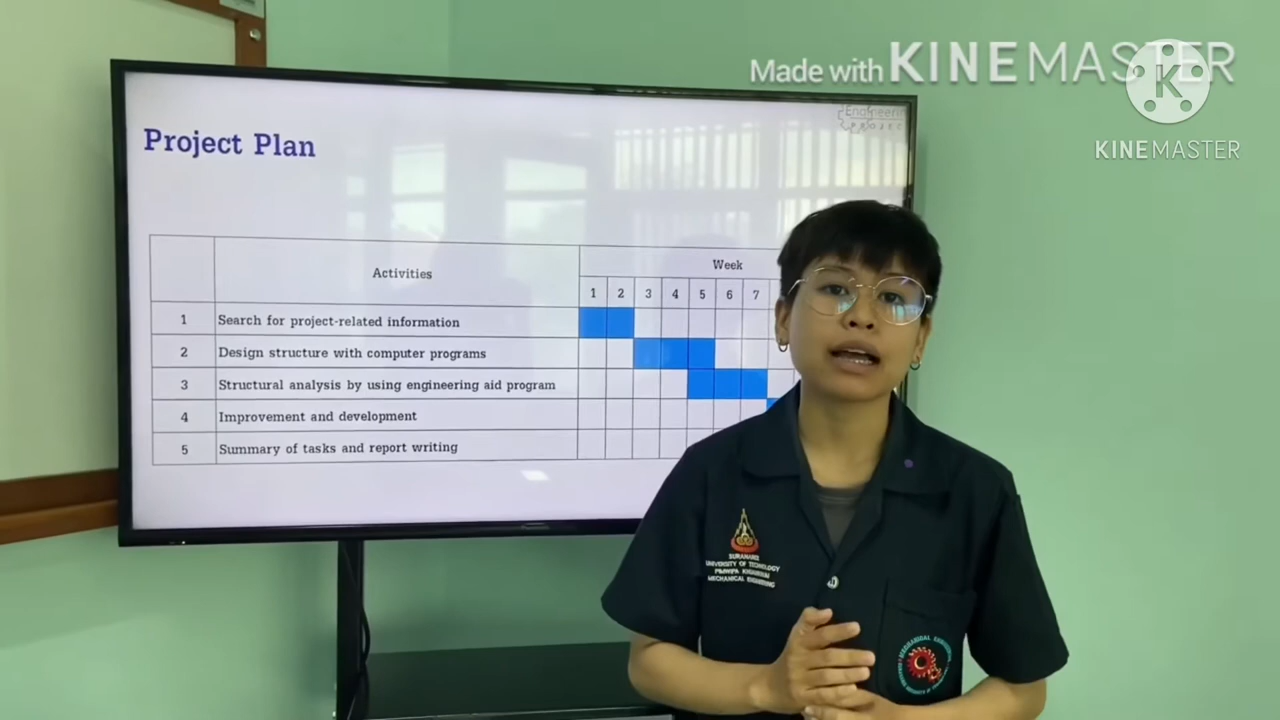 Made with KINEMASTER
K
KINEMASTER
Project Plan
Activities
Week
1 2 3 4 5 6 7
1 Search for project-related information
2 Design structure with computer programs
3 Structural analysis by using engineering aid program
4 Improvement and development
5 Summary of tasks and report writing
SURANAREE
UNIVERSITY OF TECHNOLOGY
MECHANICAL ENGINEERING